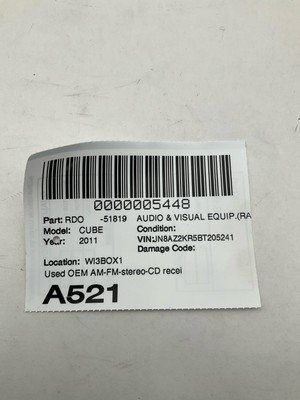 0000005448
Part: RDO -51819 AUDIO & VISUAL EQUIP.(RA
Model: CUBE Condition:
Year: 2011 VIN:JN8AZ2KR5BT205241
Damage Code:
Location: WI3BOX1
Used OEM AM-FM-stereo-CD recei
A521